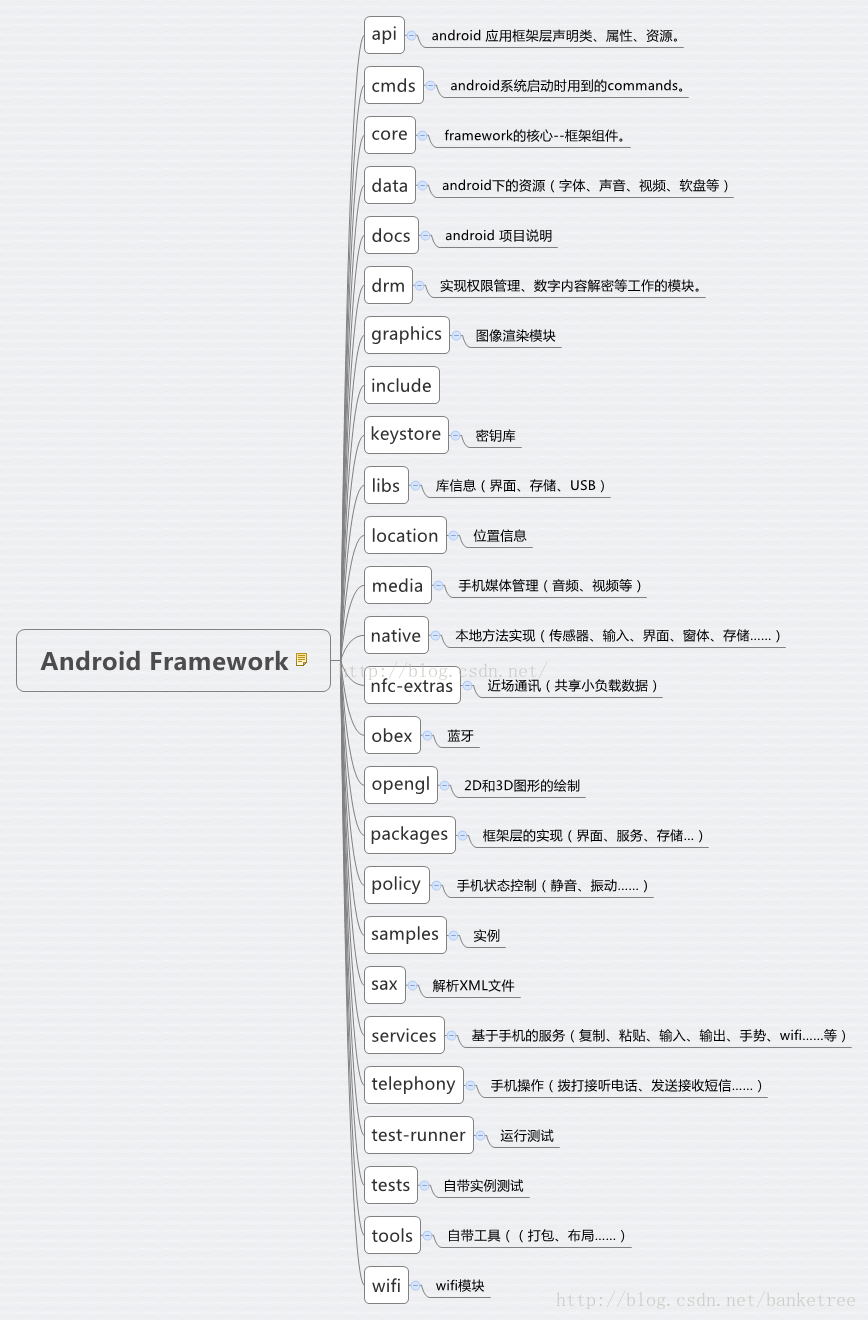 api android 应用框架层声明类、属性、资源。
cmds android系统启动时用到的commands。
core framework的核心--框架组件。
data android下的资源（字体、声音、视频、软盘等）
docs android 项目说明
drm 实现权限管理、数字内容解密等工作的模块。
graphics 图像渲染模块
include
keystore 密钥库
libs 库信息（界面、存储、USB）
location 位置信息
media 手机媒体管理（音频、视频等）
native 本地方法实现（传感器、输入、界面、窗体、存储......）
Android Framework
http://blog.csdn.net/
nfc-extras 近场通讯（共享小负载数据）
obex 蓝牙
opengl 2D和3D图形的绘制
packages 框架层的实现（界面、服务、存储...）
policy 手机状态控制（静音、振动......）
samples 实例
sax 解析XML文件
services 基于手机的服务（复制、粘贴、输入、输出、手势、wifi......等）
telephony 手机操作（拨打接听电话、发送接收短信......）
test-runner 运行测试
tests 自带实例测试
tools 自带工具（（打包、布局......）
wifi wifi模块
http://blog.csdn.net/banketree